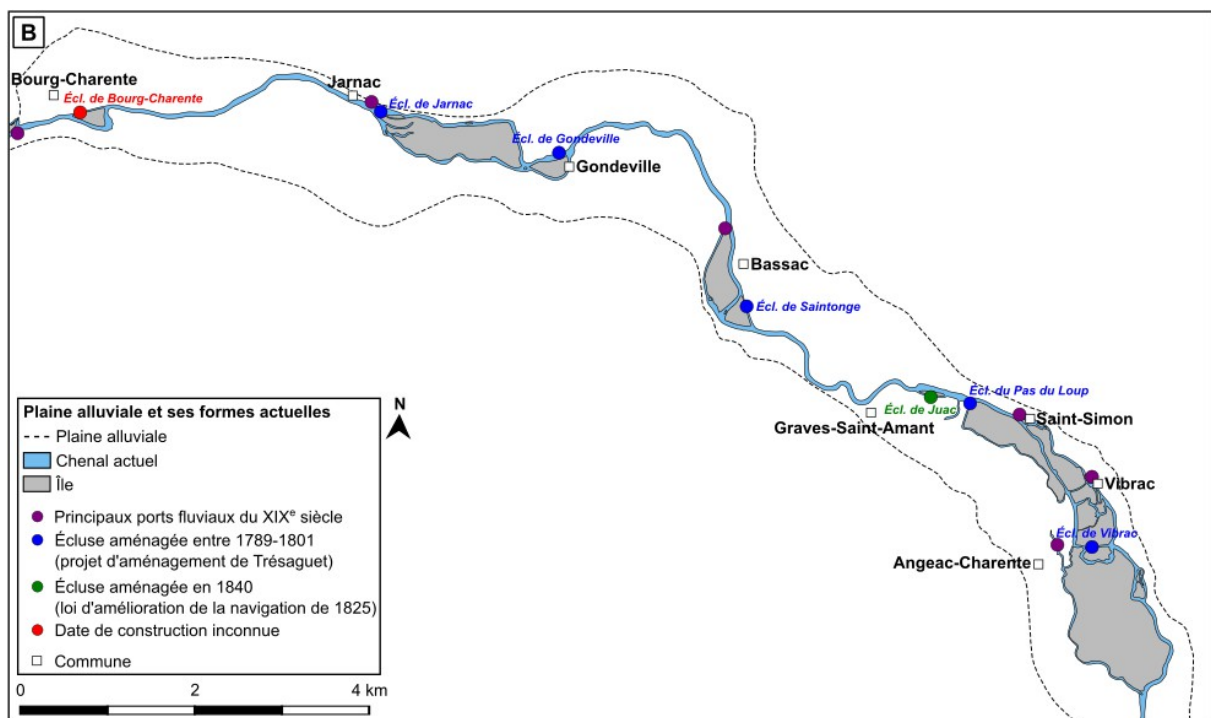 B
Bourg-Charente
Écl. de Bourg-Charente
Jarnac
Écl. de Jarnac
Écl. de Gondeville
Gondeville
Bassac
Écl. de Saintonge
Écl. du Pas du Loup
Écl. de Juac
Graves-Saint-Amant
Saint-Simon
Vibrac
Écl. de Vibrac
Angeac-Charente
Plaine alluviale et ses formes actuelles
Plaine alluviale
Chenal actuel
Île
Principaux ports fluviaux du XIXe siècle
Écluse aménagée entre 1789-1801
(projet d'aménagement de Trésaguet)
Écluse aménagée en 1840
(loi d'amélioration de la navigation de 1825)
Date de construction inconnue
Commune
N
0 2 4 km